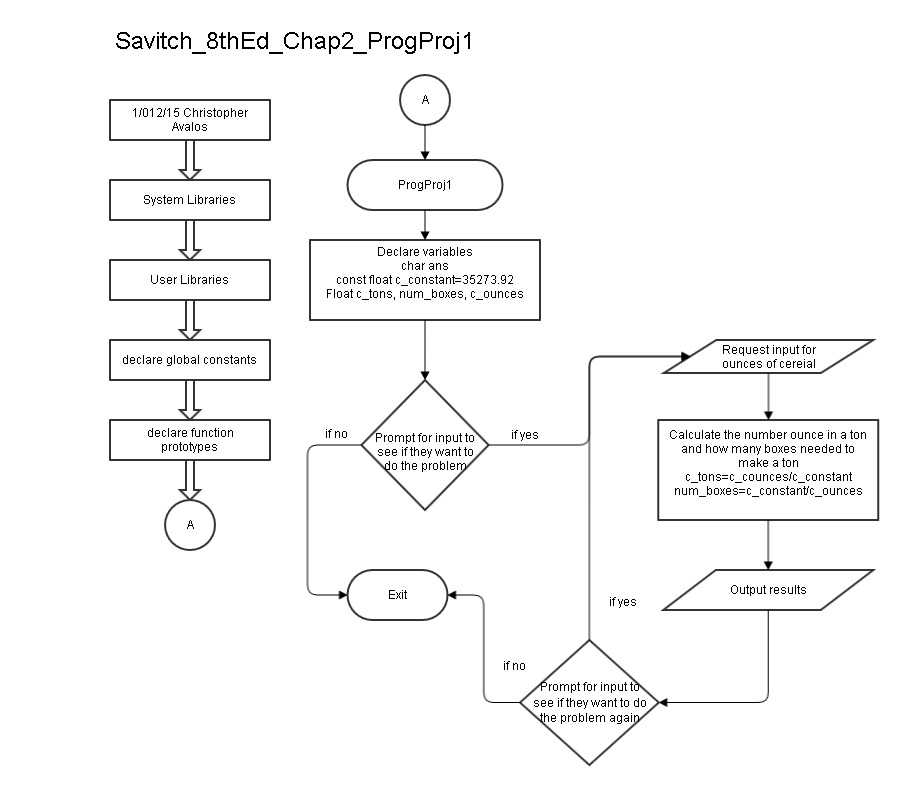 Savitch_8thEd_Chap2_ProgProj1
1/012/15 Christopher
Avalos
System Libraries
User Libraries
declare global constants
declare function
prototypes
A
A
ProgProj1
Declare variables
char ans
const float c_constant=35273.92
Float c_tons, num_boxes, c_ounces
Prompt for input to
see if they want to
do the problem
if no
if yes
Exit
Request input for
ounces of cereial
Calculate the number ounce in a ton
and how many boxes needed to
make a ton
c_tons=c_counces/c_constant
num_boxes=c_constant/c_ounces
Output results
if yes
if no
Prompt for input to
see if they want to do
the problem again